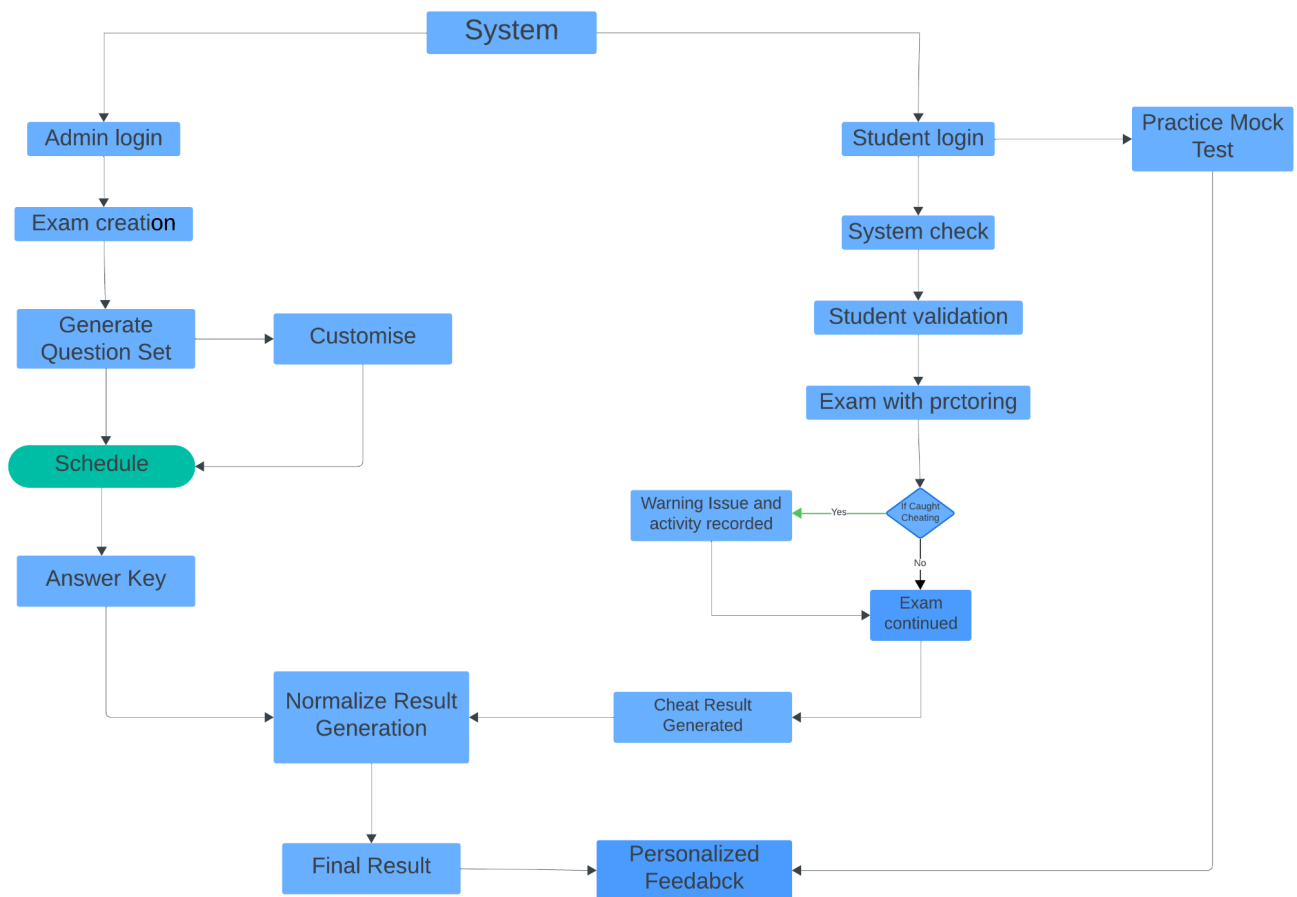 System
Admin login
Student login
Practice Mock
Test
Exam creation
System check
Generate
Question Set
Customise
Student validation
Exam with prctoring
Schedule
If Caught
Cheating
Yes
Warning Issue and
activity recorded
No
Answer Key
Exam
continued
Normalize Result
Generation
Cheat Result
Generated
Final Result
Personalized
Feedabck